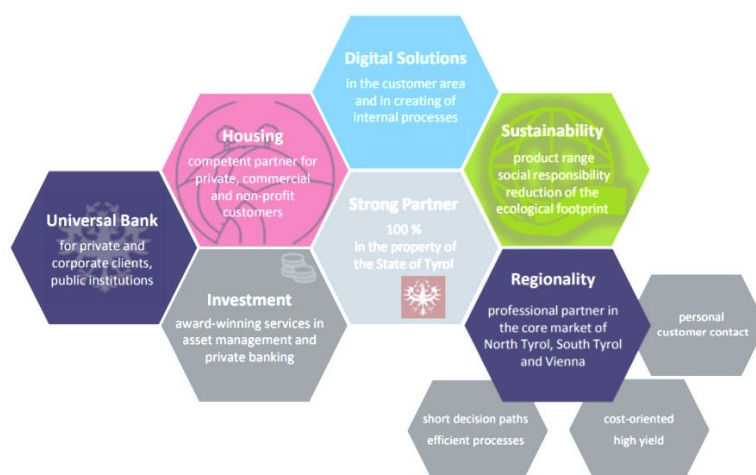 Digital Solutions
in the customer area
and in creating of
internal processes
Housing
competent partner for
private, commercial
and non-profit
customers
Sustainability
product range
social responsibility
reduction of the
ecological footprint
Universal Bank
for private and
corporate clients,
public institutions
Strong Partner
100 %
in the property of
the State of Tyrol
Investment
award-winning services in
asset management and
private banking
Regionality
professional partner in
the core market of
North Tyrol, South Tyrol
and Vienna
personal
customer contact
short decision paths
efficient processes
cost-oriented
high yield